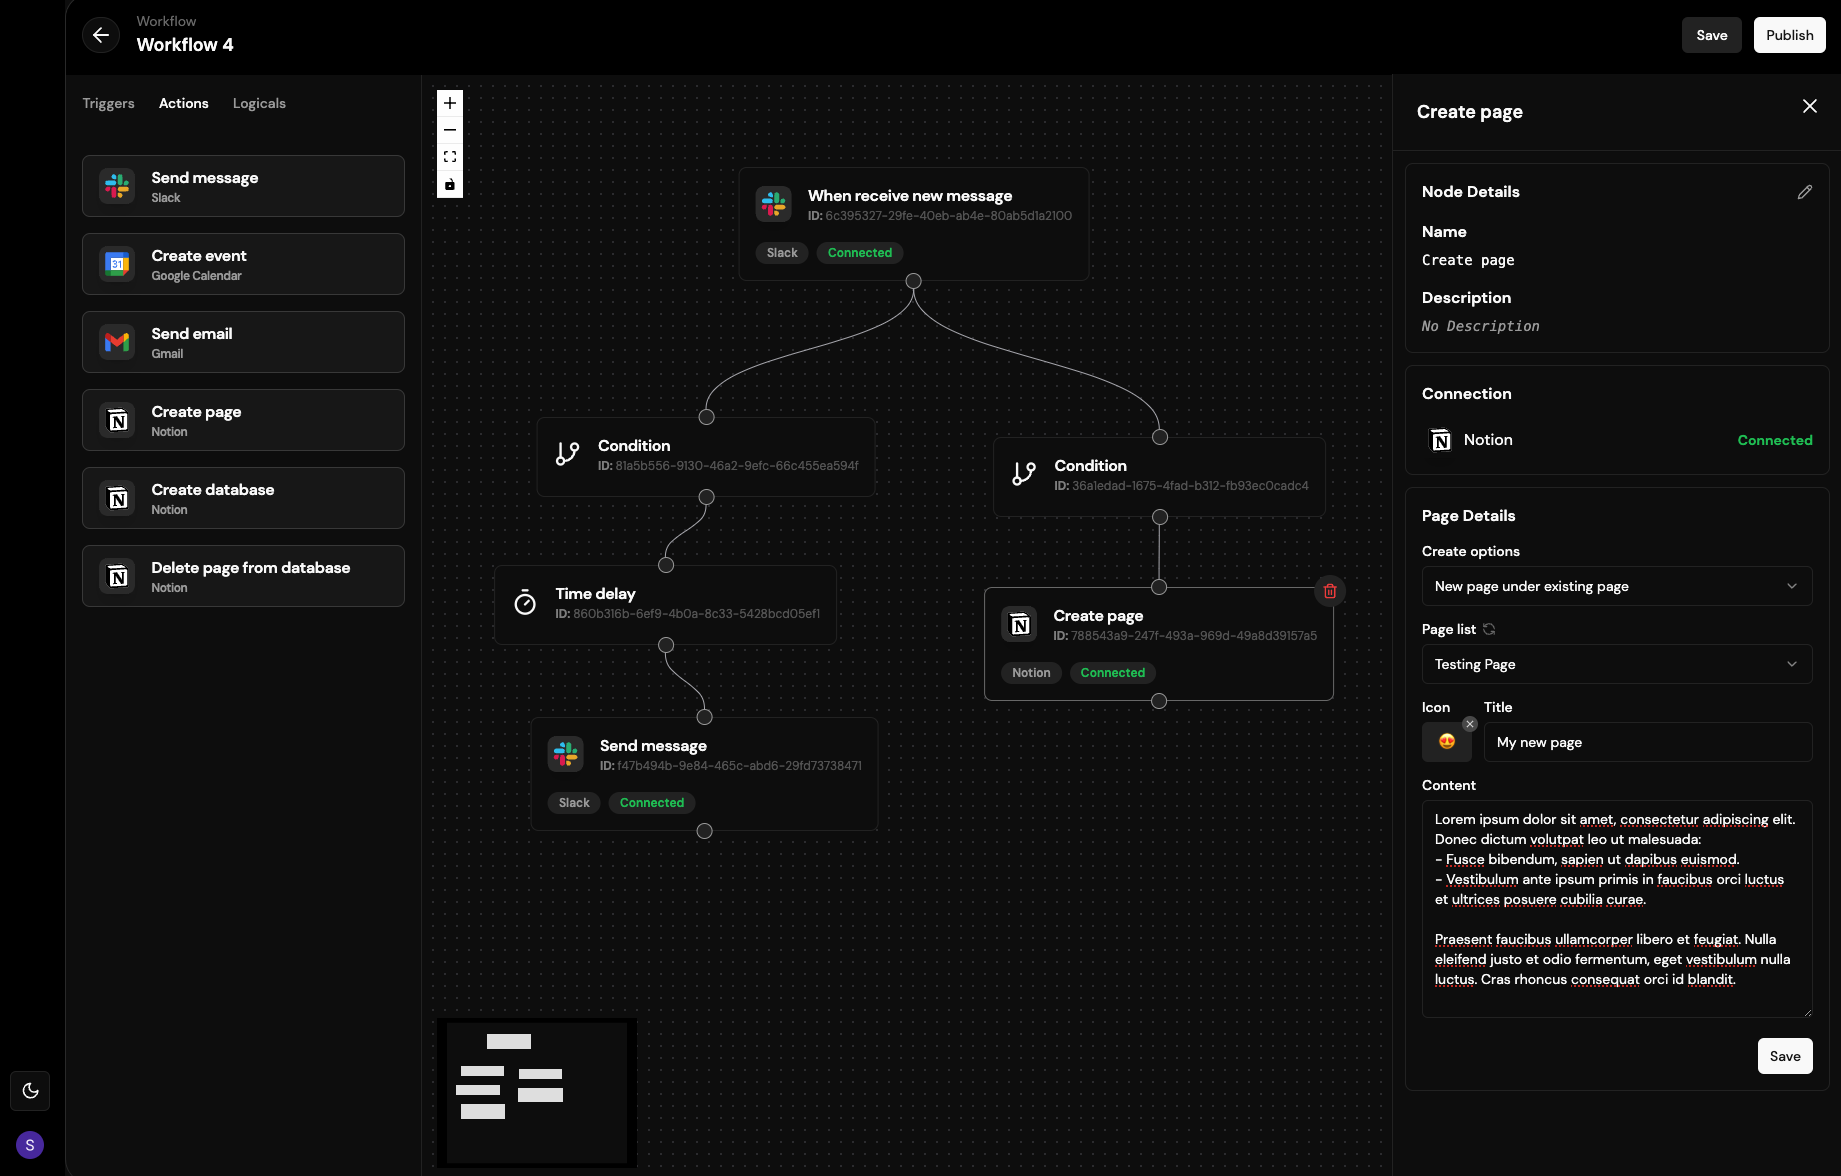 Workflow
Workflow 4
Save
Publish
Triggers
Actions
Logicals
Send message
Slack
Create event
Google Calendar
Send email
Gmail
Create page
Notion
Create database
Notion
Delete page from database
Notion
When receive new message
ID: 6c395327-29fe-40eb-ab4e-80ab5d1a2100
Slack
Connected
Condition
ID: 81a5b556-9130-46a2-9efc-66c455ea594f
Condition
ID: 36a1edad-1675-4fad-b312-fb93ec0cadc4
Time delay
ID: 860b316b-6ef9-4b0a-8c33-5428bcd05ef1
Create page
ID: 788543a9-247f-493a-969d-49a8d39157a5
Notion
Connected
Send message
ID: f47b494b-9e84-465c-abd6-29fd73738471
Slack
Connected
Create page
Node Details
Name
Create page
Description
No Description
Connection
Notion
Connected
Page Details
Create options
New page under existing page
Page list
Testing Page
Icon
Title
My new page
Content
Lorem ipsum dolor sit amet, consectetur adipiscing elit.
Donec dictum volutpat leo ut malesuada:
- Fusce bibendum, sapien ut dapibus euismod.
- Vestibulum ante ipsum primis in faucibus orci luctus
et ultrices posuere cubilia curae.
Praesent faucibus ullamcorper libero et feugiat. Nulla
eleifend justo et odio fermentum, eget vestibulum nulla
luctus. Cras rhoncus consequat orci id blandit.
Save
31
S